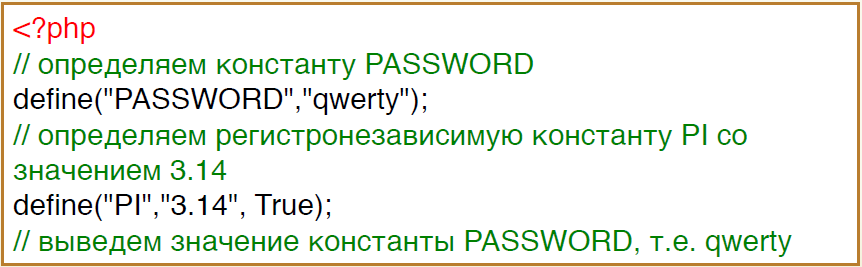 <?php
// определяем константу PASSWORD
define("PASSWORD","qwerty");
// определяем регистронезависимую константу PI со
значением 3.14
define("PI","3.14", True);
// выведем значение константы PASSWORD, т.е. qwerty